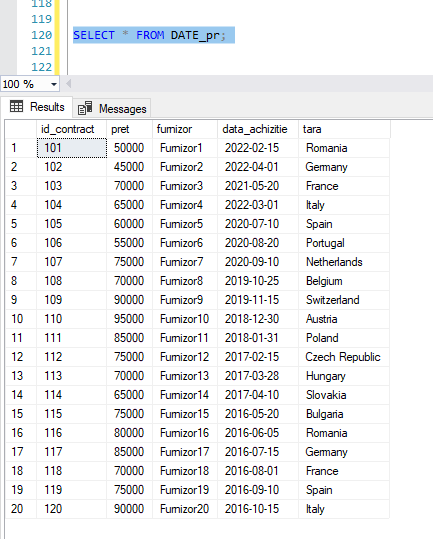 118
119
120 SELECT * FROM DATE_pr;
121
122
100 %
Results Messages
id_contract pret furnizor data_achizitie tara
1 101 50000 Furnizor1 2022-02-15 Romania
2 102 45000 Furnizor2 2022-04-01 Germany
3 103 70000 Furnizor3 2021-05-20 France
4 104 65000 Furnizor4 2022-03-01 Italy
5 105 60000 Furnizor5 2020-07-10 Spain
6 106 55000 Furnizor6 2020-08-20 Portugal
7 107 75000 Furnizor7 2020-09-10 Netherlands
8 108 70000 Furnizor8 2019-10-25 Belgium
9 109 90000 Furnizor9 2019-11-15 Switzerland
10 110 95000 Furnizor10 2018-12-30 Austria
11 111 85000 Furnizor11 2018-01-31 Poland
12 112 75000 Furnizor12 2017-02-15 Czech Republic
13 113 70000 Furnizor13 2017-03-28 Hungary
14 114 65000 Furnizor14 2017-04-10 Slovakia
15 115 75000 Furnizor15 2016-05-20 Bulgaria
16 116 80000 Furnizor16 2016-06-05 Romania
17 117 85000 Furnizor17 2016-07-15 Germany
18 118 70000 Furnizor18 2016-08-01 France
19 119 75000 Furnizor19 2016-09-10 Spain
20 120 90000 Furnizor20 2016-10-15 Italy